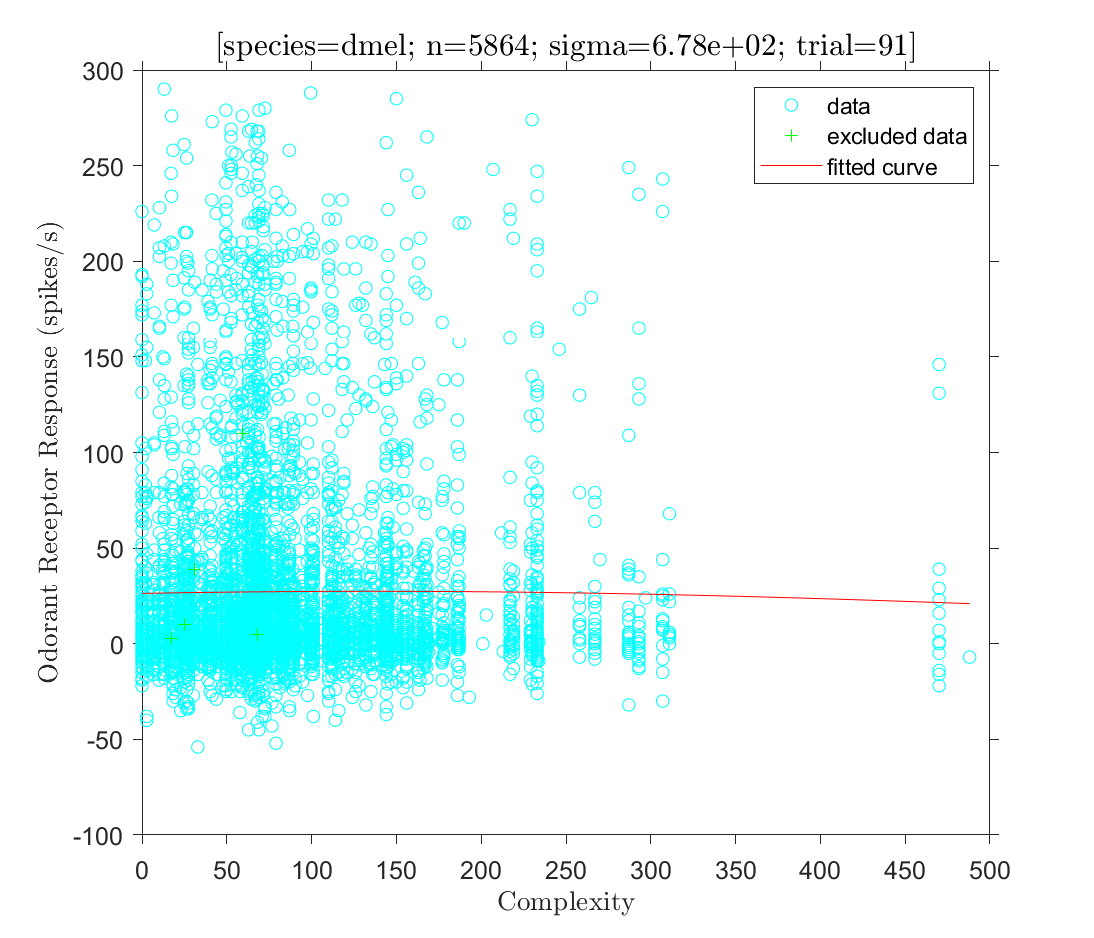 [species=dmel; n=5864; sigma=6.78e+02; trial=91]
300
250
200
150
100
50
0
-50
-100
Odorant Receptor Response (spikes/s)
data
excluded data
fitted curve
0 50 100 150 200 250 300 350 400 450 500
Complexity